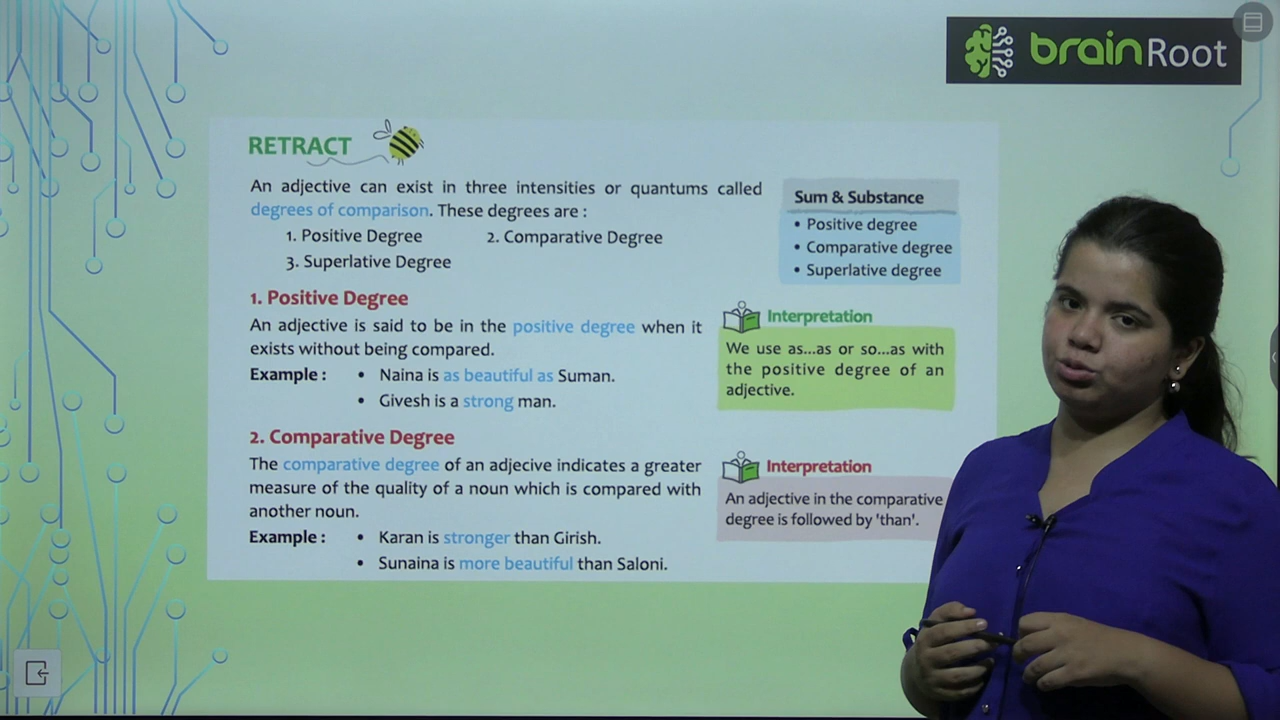 brainRoot
RETRACT
An adjective can exist in three intensities or quantums called
degrees of comparison. These degrees are :
1. Positive Degree 2. Comparative Degree
3. Superlative Degree
Sum & Substance
• Positive degree
• Comparative degree
• Superlative degree
1. Positive Degree
An adjective is said to be in the positive degree when it
exists without being compared.
Example : • Naina is as beautiful as Suman.
• Givesh is a strong man.
Interpretation
We use as...as or so...as with
the positive degree of an
adjective.
2. Comparative Degree
The comparative degree of an adjecive indicates a greater
measure of the quality of a noun which is compared with
another noun.
Example : • Karan is stronger than Girish.
• Sunaina is more beautiful than Saloni.
Interpretation
An adjective in the comparative
degree is followed by 'than'.